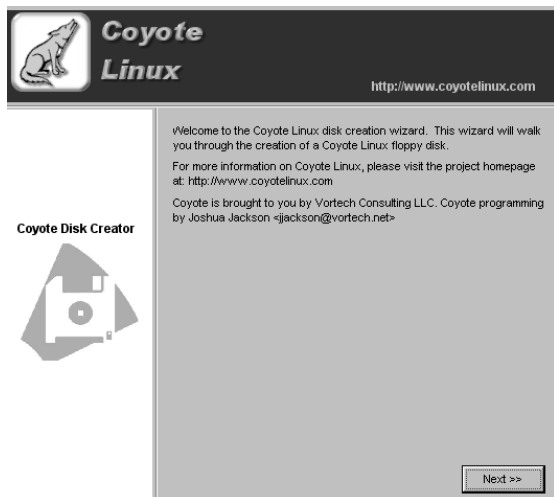 Coyote
Linux
http://www.coyotelinux.com
Welcome to the Coyote Linux disk creation wizard. This wizard will walk
you through the creation of a Coyote Linux floppy disk.
For more information on Coyote Linux, please visit the project homepage
at: http://www.coyotelinux.com
Coyote is brought to you by Vortech Consulting LLC. Coyote programming
by Joshua Jackson <jjackson@vortech.net>
Coyote Disk Creator
Next >>